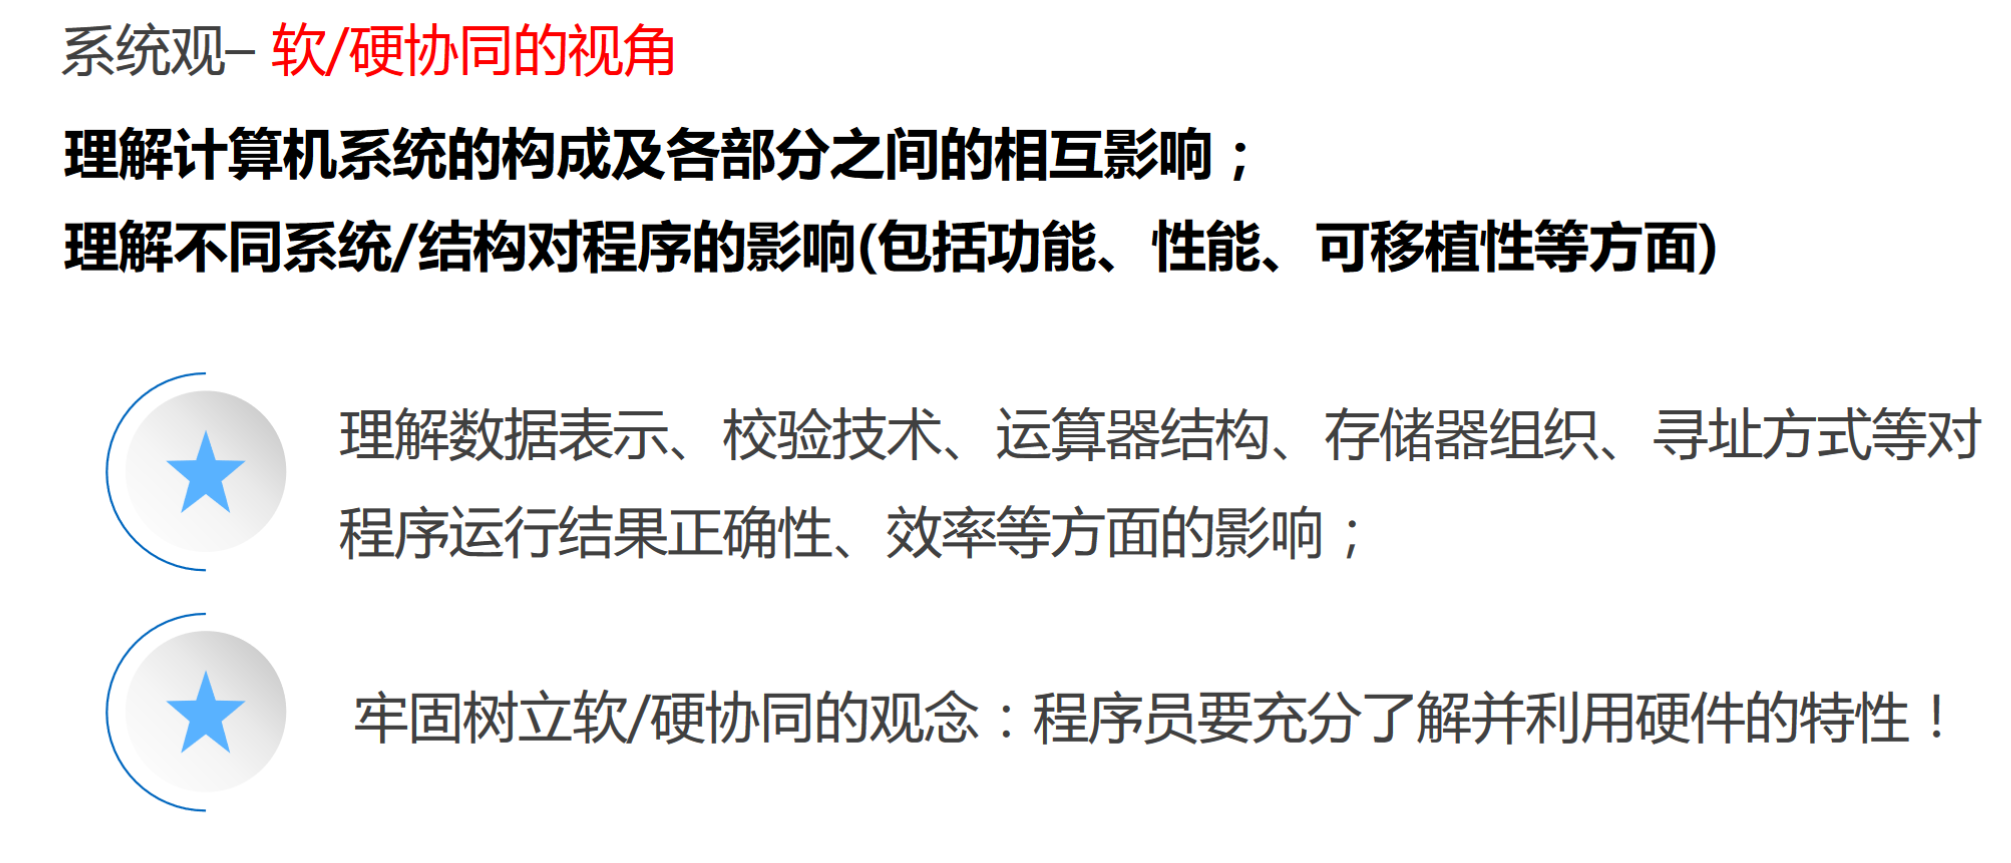 系统观– 软/硬协同的视角
理解计算机系统的构成及各部分之间的相互影响；
理解不同系统/结构对程序的影响(包括功能、性能、可移植性等方面)
理解数据表示、校验技术、运算器结构、存储器组织、寻址方式等对
程序运行结果正确性、效率等方面的影响；
牢固树立软/硬协同的观念：程序员要充分了解并利用硬件的特性！